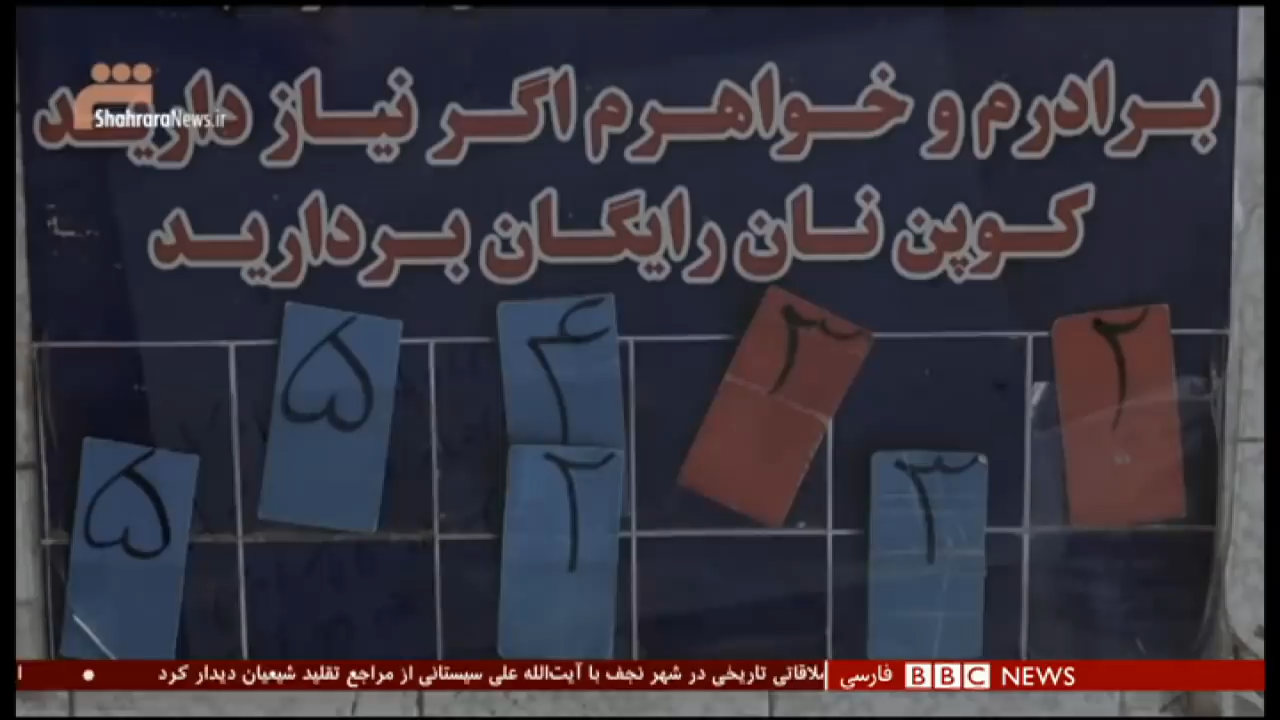 برادرم و خواهرم اگر نیاز دارید
کوپن نان رایگان بردارید
ShahraraNews.ir
۲
۳
۴
۵
۳
۲
۵
BBC NEWS فارسی
ملاقاتی تاریخی در شهر نجف با آیت‌الله علی سیستانی از مراجع تقلید شیعیان دیدار کرد